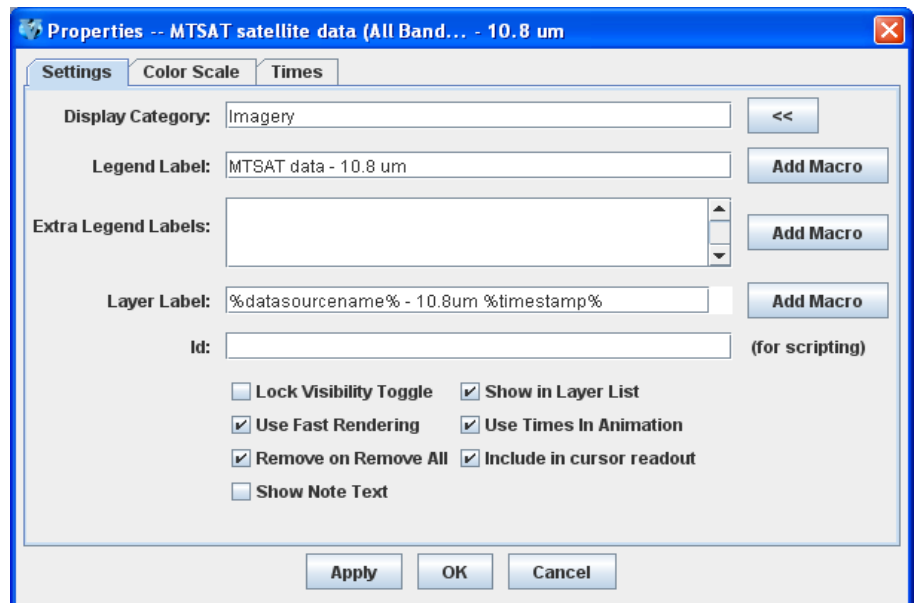 Properties -- MTSAT satellite data (All Band... - 10.8 um
Settings Color Scale Times
Display Category: Imagery <<
Legend Label: MTSAT data - 10.8 um Add Macro
Extra Legend Labels: Add Macro
Layer Label: %datasourcename% - 10.8um %timestamp% Add Macro
Id: (for scripting)
Lock Visibility Toggle Show in Layer List
Use Fast Rendering Use Times In Animation
Remove on Remove All Include in cursor readout
Show Note Text
Apply OK Cancel